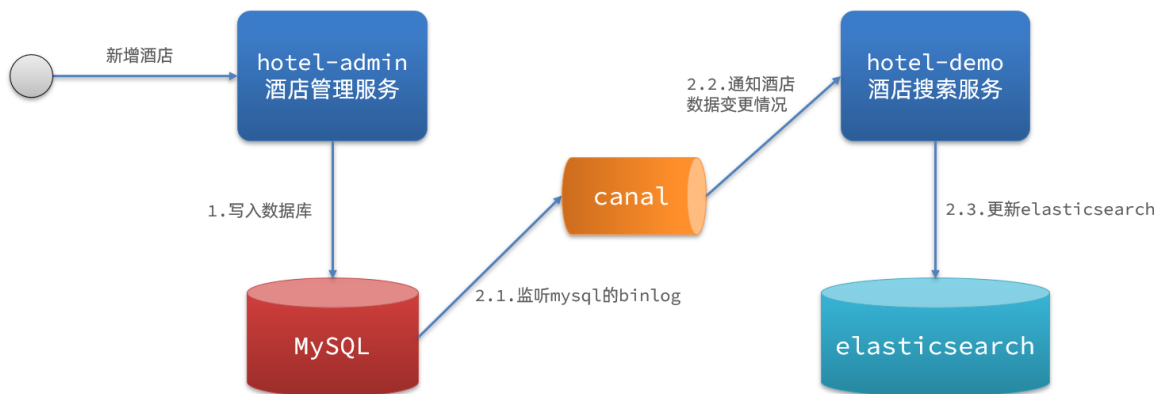 新增酒店
hotel-admin
酒店管理服务
hotel-demo
酒店搜索服务
2.2.通知酒店
数据变更情况
canal
1.写入数据库
2.3.更新elasticsearch
2.1.监听mysql的binlog
MySQL
elasticsearch